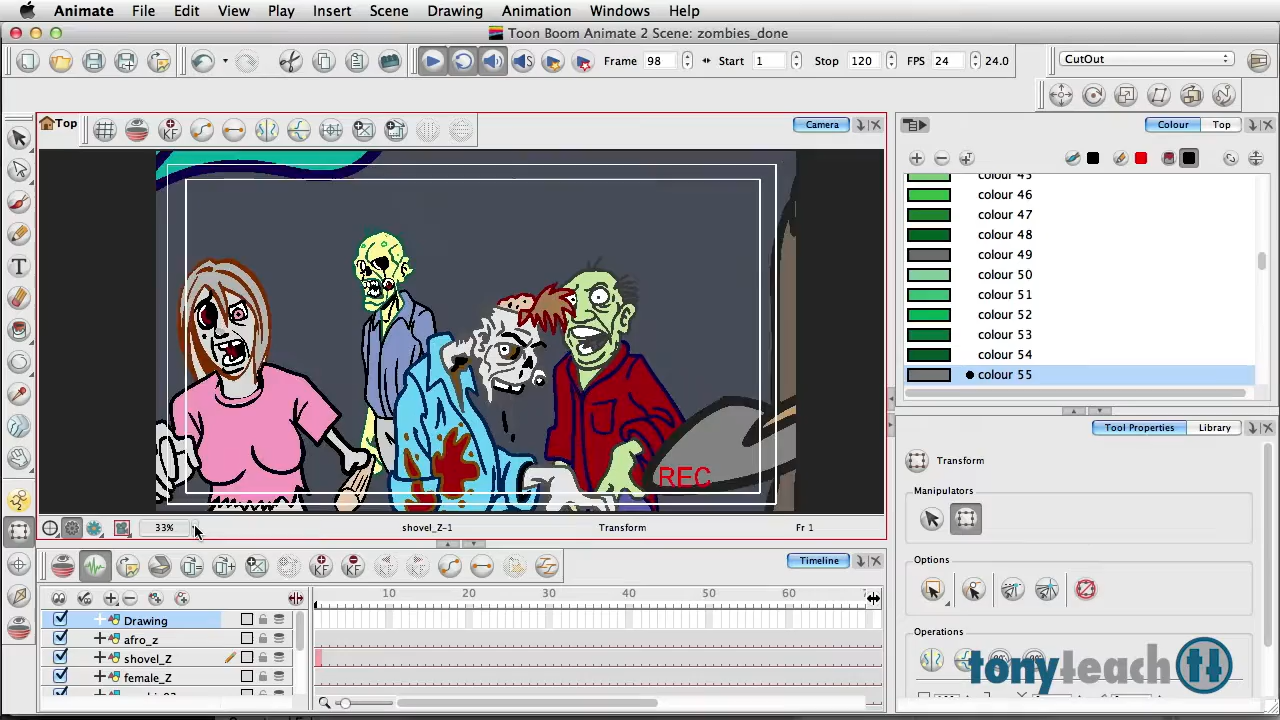 Animate File Edit View Play Insert Scene Drawing Animation Windows Help
Toon Boom Animate 2 Scene: zombies_done
Frame 98 Start 1 Stop 120 FPS 24 24.0 CutOut
Top Camera Colour Top
colour 46
colour 47
colour 48
colour 49
colour 50
colour 51
colour 52
colour 53
colour 54
colour 55
Tool Properties Library
Transform
Manipulators
REC
33% shovel_Z-1 Transform Fr 1
Options
Timeline
10 20 30 40 50 60
Drawing
afro_z
shovel_Z
female_Z
Operations
tonyteach